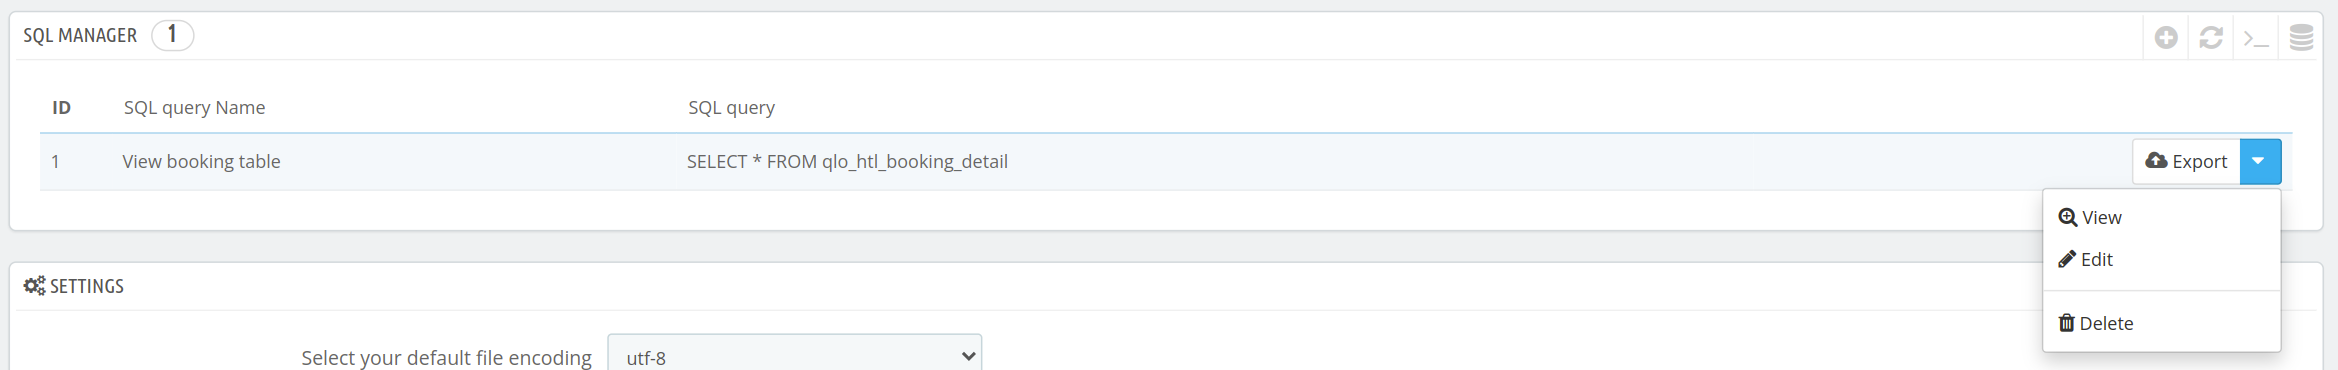 SQL MANAGER 1
ID SQL query Name SQL query
1 View booking table SELECT * FROM qlo_htl_booking_detail Export
View
Edit
Delete
SETTINGS
Select your default file encoding utf-8